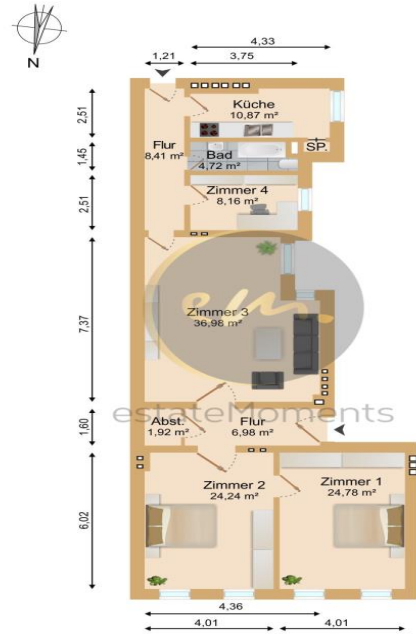 N
4,33
1,21
3,75
2,51
1,45
2,51
7,37
1,60
6,02
Küche
10,87 m²
Flur
8,41 m²
SP.
Bad
4,72 m²
Zimmer 4
8,16 m²
em.
Zimmer 3
36,98 m²
estateMoments
Abst.
1,92 m²
Flur
6,98 m²
Zimmer 2
24,24 m²
Zimmer 1
24,78 m²
4,36
4,01
4,01